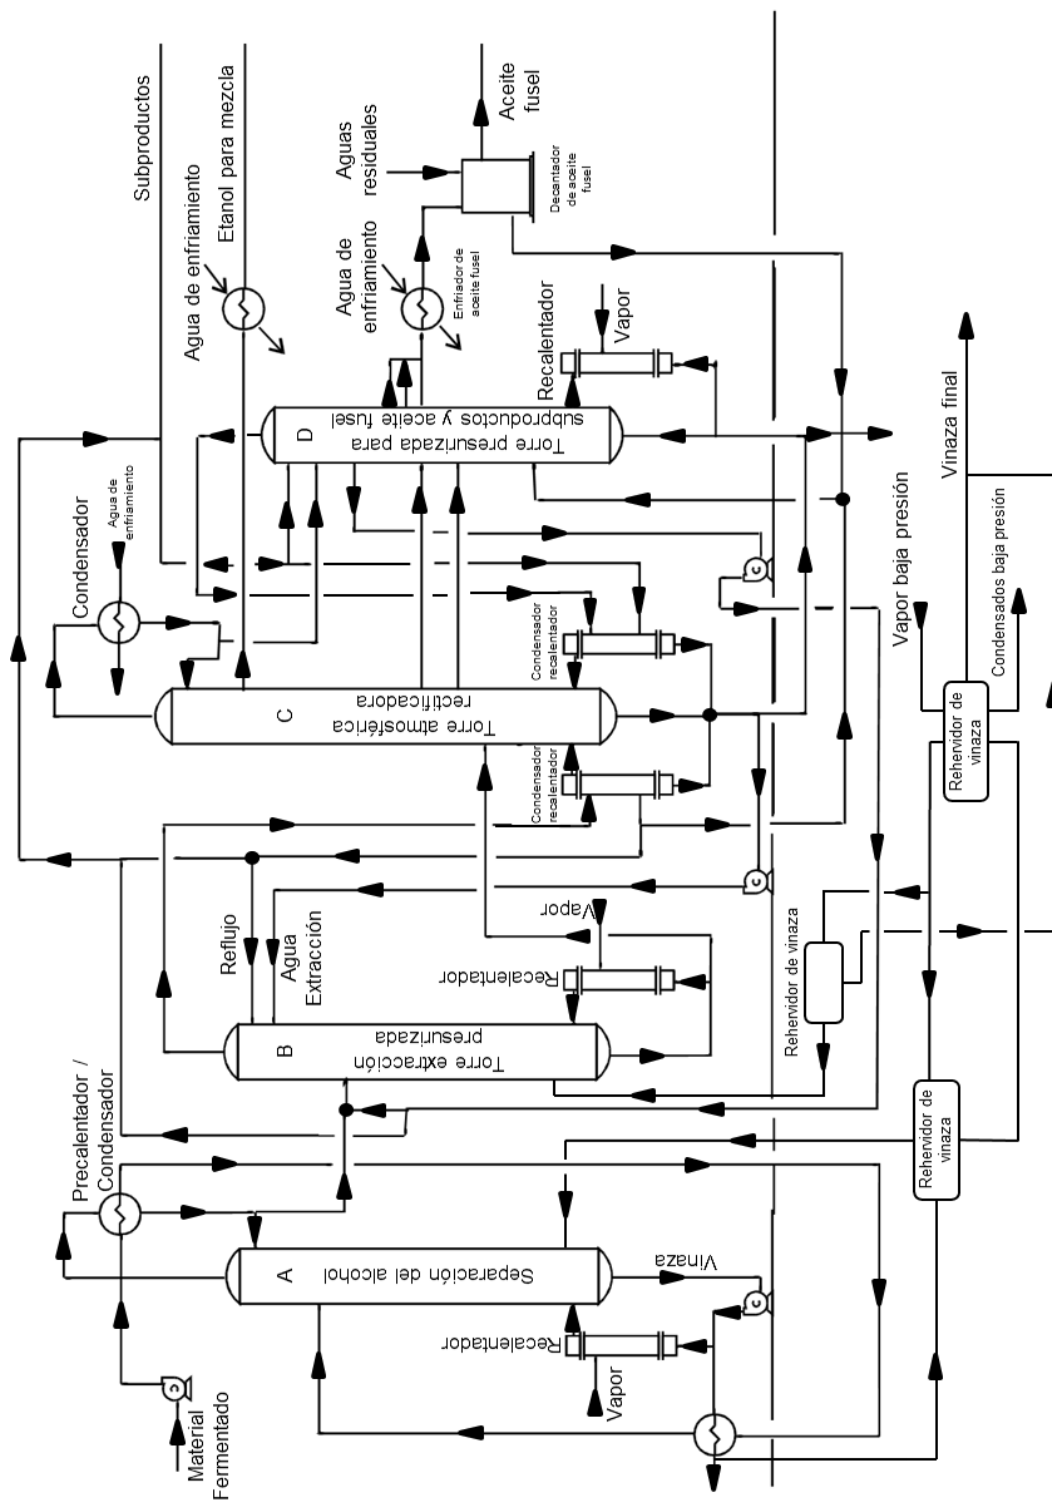 Subproductos
Agua de enfriamiento
Etanol para mezcla
Aguas
residuales
Aceite
fusel
Decantador
de aceite
fusel
Agua de
enfriamiento
Enfriador de
aceite fusel
Recalentador
Vapor
D
Torre presurizada para
subproductos y aceite fusel
Condensador
Agua de
enfriamiento
Condensador
recalentador
C
Torre atmosférica
rectificadora
Condensador
recalentador
C
C
Reflujo
Agua
Extracción
Vapor
Recalentador
B
Torre extracción
presurizada
Precalentador /
Condensador
A
Separación del alcohol
Vinaza
C
Recalentador
Vapor
Material
Fermentado
Vinaza final
Vapor baja presión
Condensados baja presión
Rehervidor de
vinaza
Rehervidor de vinaza
Rehervidor de
vinaza